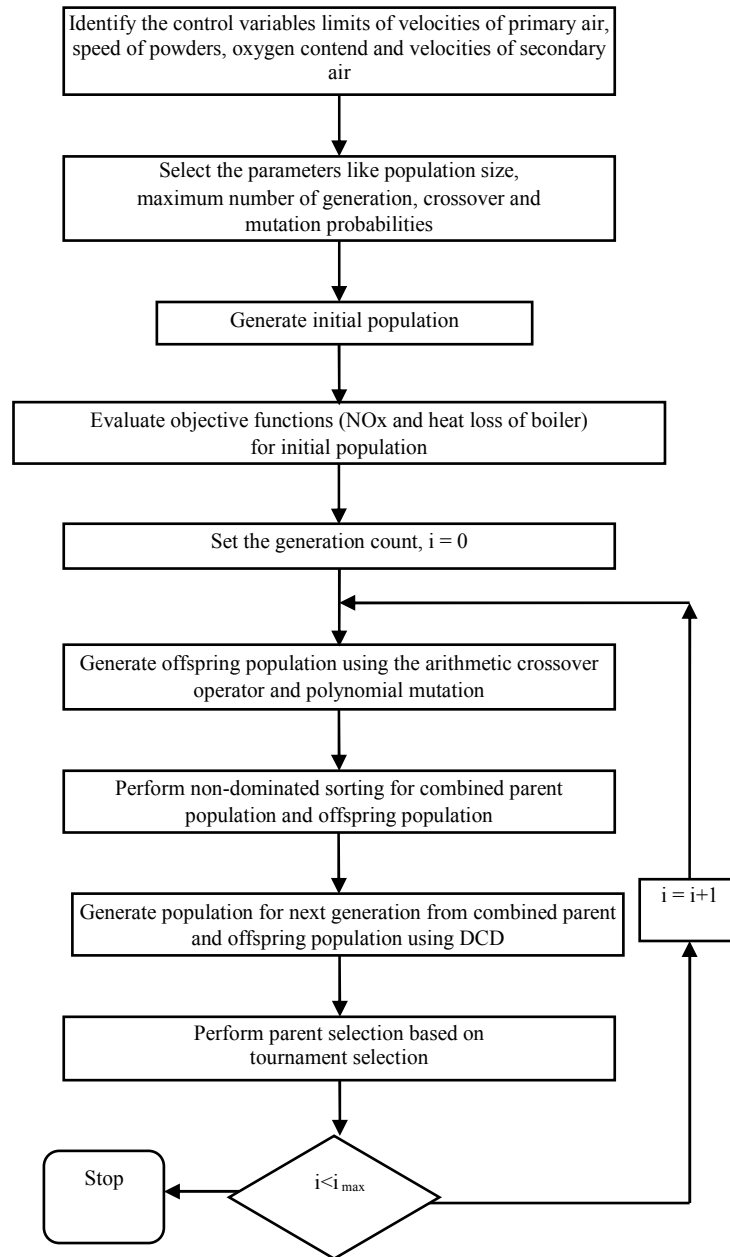 Identify the control variables limits of velocities of primary air,
speed of powders, oxygen contend and velocities of secondary
air
Select the parameters like population size,
maximum number of generation, crossover and
mutation probabilities
Generate initial population
Evaluate objective functions (NOx and heat loss of boiler)
for initial population
Set the generation count, i = 0
Generate offspring population using the arithmetic crossover
operator and polynomial mutation
Perform non-dominated sorting for combined parent
population and offspring population
i = i+1
Generate population for next generation from combined parent
and offspring population using DCD
Perform parent selection based on
tournament selection
Stop
i<i max